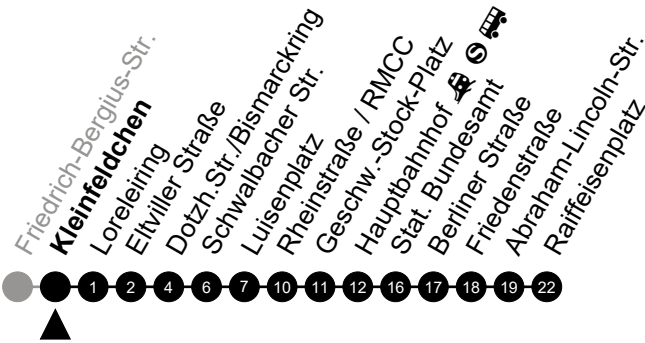 Friedrich-Bergius-Str.
Kleinfeldchen
Loreleiring
Eltviller Straße
Dotzh.Str./Bismarckring
Schwalbacher Str.
Luisenplatz
Rheinstraße / RMCC
Geschw.-Stock-Platz
Hauptbahnhof S
Stat. Bundesamt
Berliner Straße
Friedenstraße
Abraham-Lincoln-Str.
Raiffeisenplatz
1 2 4 6 7 10 11 12 16 17 18 19 22